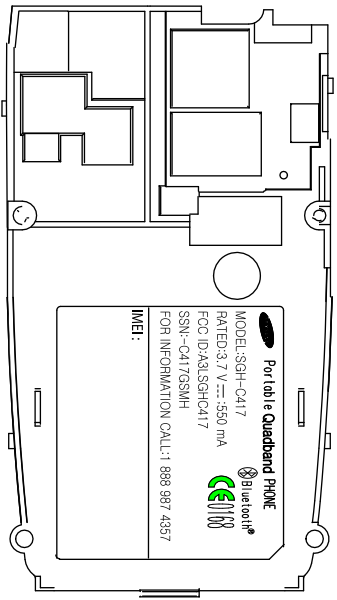 Portable Quadband PHONE
MODEL:SGH-C417
Bluetooth®
RATED:3.7 V ⎓ :550 mA
FCC ID:A3LSGHC417
CE0168
SSN:-C417GSMH
FOR INFORMATION CALL:1 888 987 4357
IMEI: